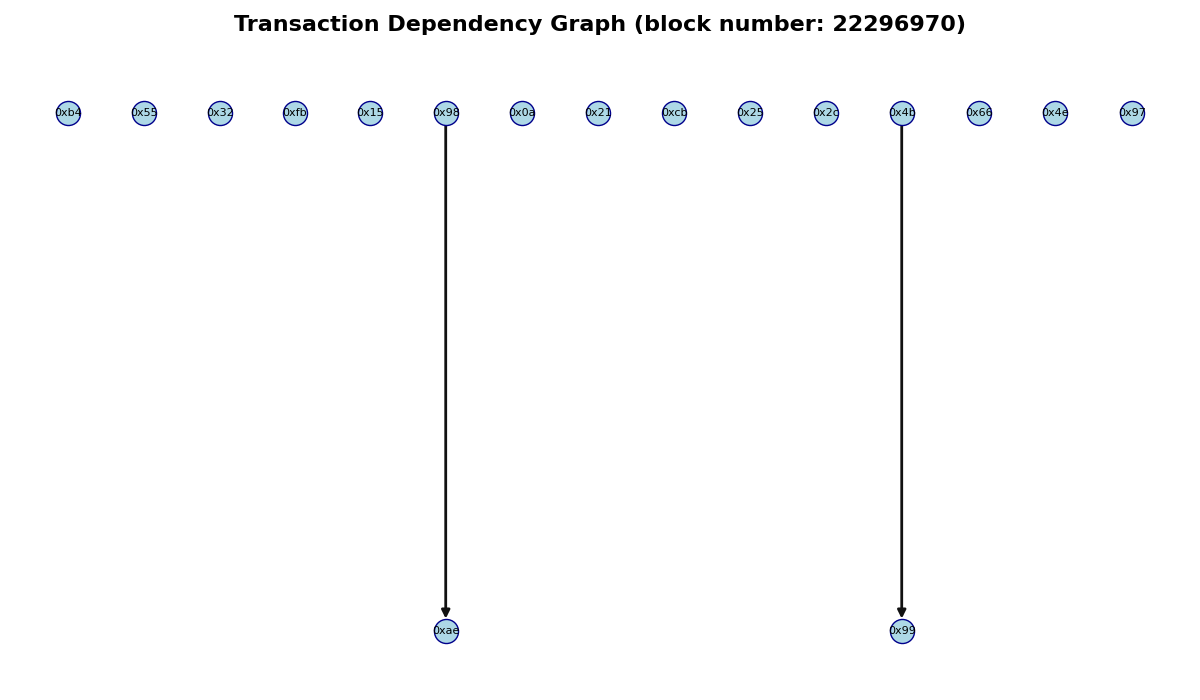 Transaction Dependency Graph (block number: 22296970)
0xb4 0x55 0x32 0xfb 0x15 0x98 0x0a 0x21 0xcb 0x25 0x2c 0x4b 0x66 0x4e 0x97
0xae 0x99